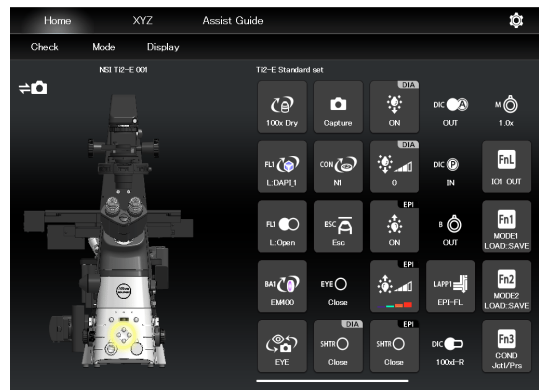 Home XYZ Assist Guide
Check Mode Display
NSI Ti2-E 001
Ti2-E Standard set
DIA
100x Dry
Capture
ON
DIC A
OUT
M
1.0x
DIA
FL1
L:DAPI_1
CON
N1
0
DIC P
IN
FnL
IO1 OUT
EPI
FL1
L:Open
ESC
Esc
ON
B
OUT
Fn1
MODE1
LOAD:SAVE
EPI
BA1
EM400
EYE
Close
LAPP1
EPI-FL
Fn2
MODE2
LOAD:SAVE
DIA
EPI
EYE
SHTR
Close
SHTR
Close
DIC
100xI-R
Fn3
COND
Jctl/Prs